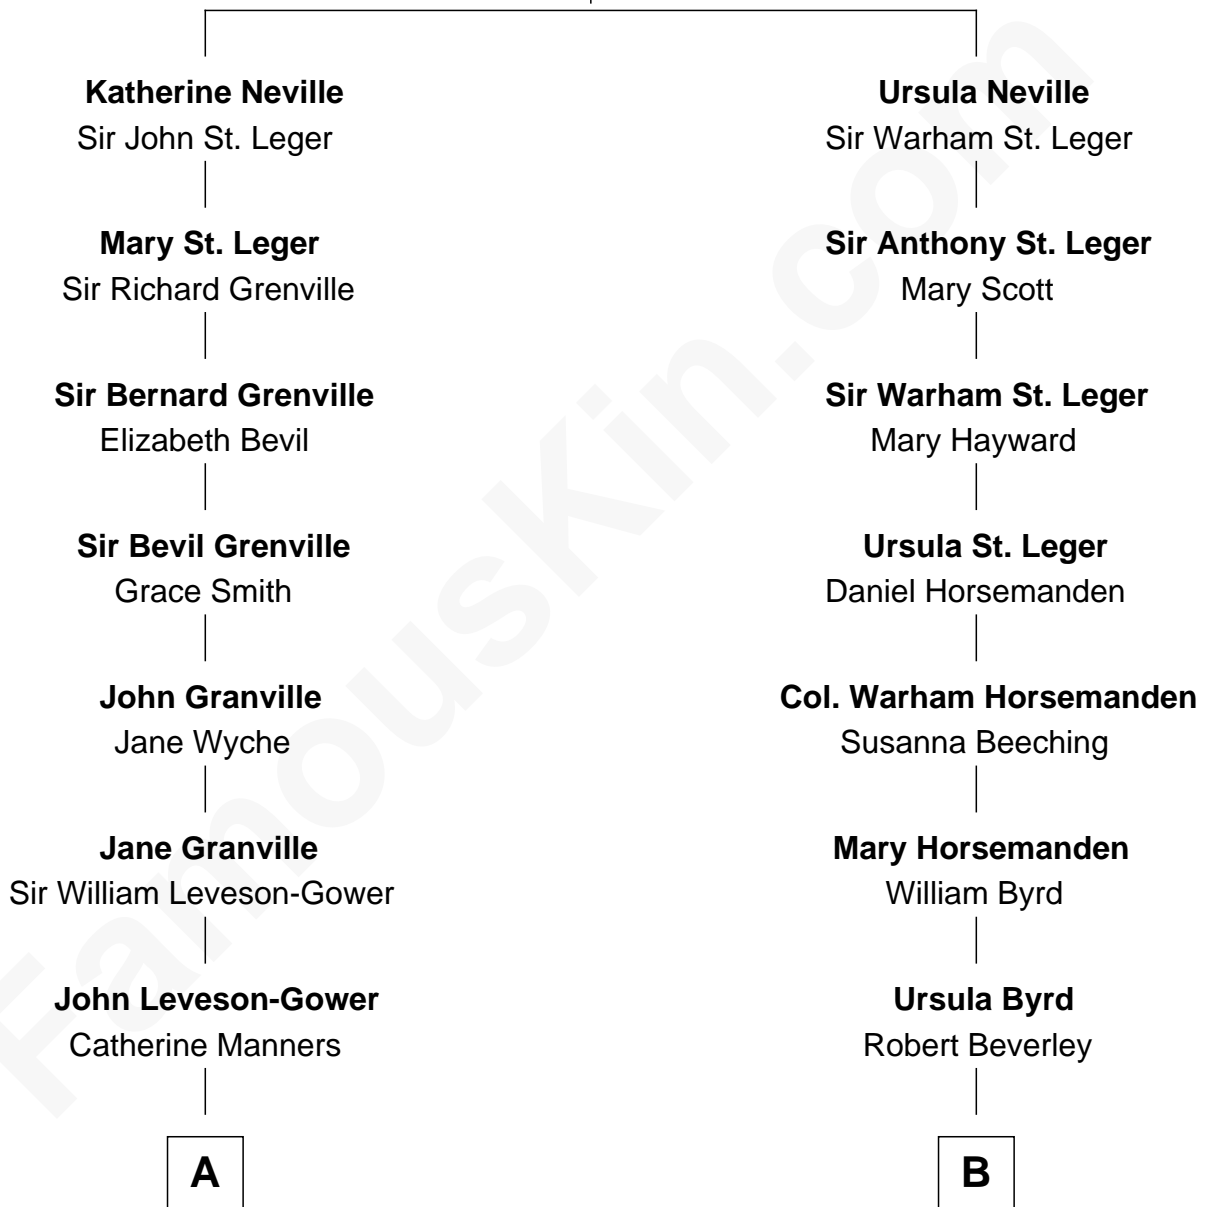 Katherine Neville
Sir John St. Leger
Mary St. Leger
Sir Richard Grenville
Sir Bernard Grenville
Elizabeth Bevil
Sir Bevil Grenville
Grace Smith
John Granville
Jane Wyche
Jane Granville
Sir William Leveson-Gower
John Leveson-Gower
Catherine Manners
A
Ursula Neville
Sir Warham St. Leger
Sir Anthony St. Leger
Mary Scott
Sir Warham St. Leger
Mary Hayward
Ursula St. Leger
Daniel Horsemanden
Col. Warham Horsemanden
Susanna Beeching
Mary Horsemanden
William Byrd
Ursula Byrd
Robert Beverley
B
FamousKin.com